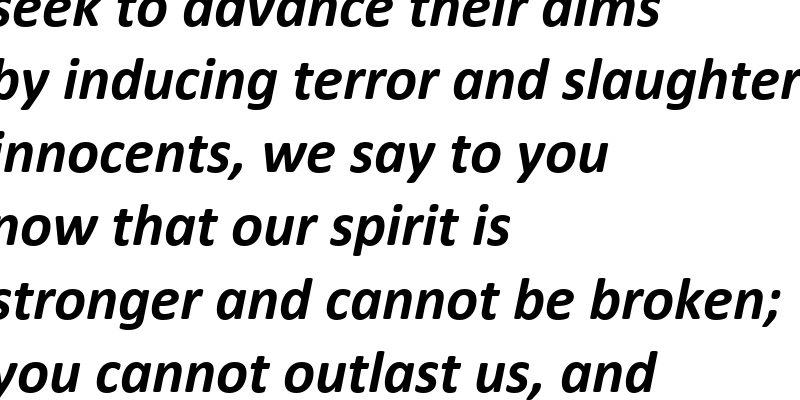 seek to advance their aims
by inducing terror and slaughter
innocents, we say to you
now that our spirit is
stronger and cannot be broken;
you cannot outlast us, and